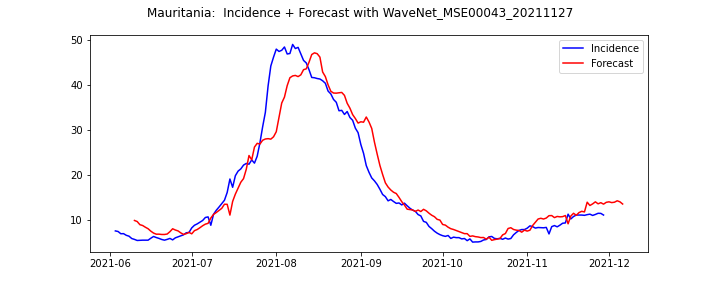 Mauritania:  Incidence + Forecast with WaveNet_MSE00043_20211127
Incidence
Forecast
50
40
30
20
10
2021-06 2021-07 2021-08 2021-09 2021-10 2021-11 2021-12